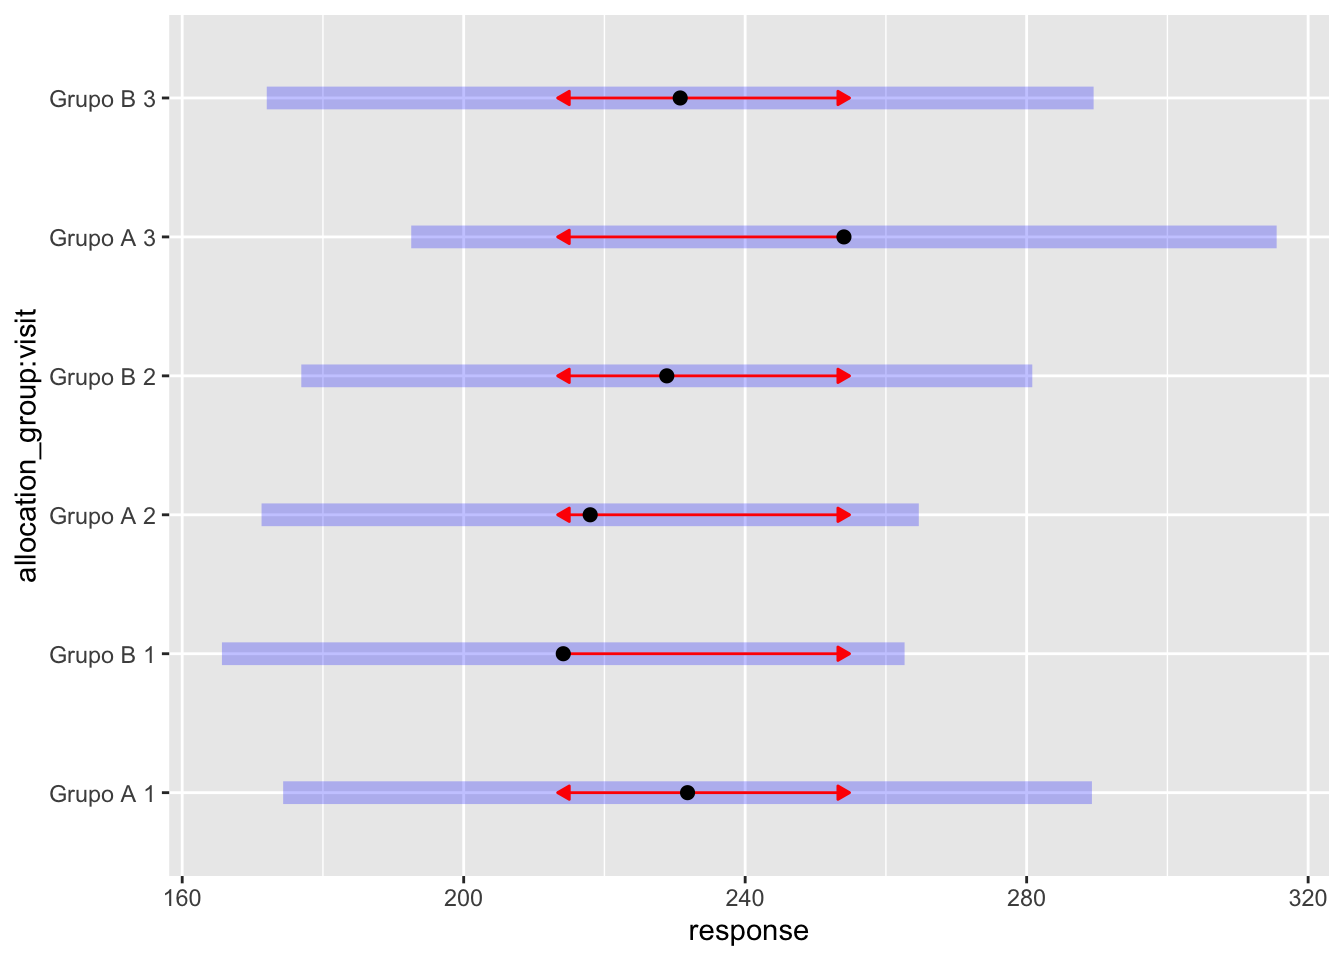 Grupo B 3
Grupo A 3
Grupo B 2
Grupo A 2
Grupo B 1
Grupo A 1
allocation_group:visit
160 200 240 280 320
response